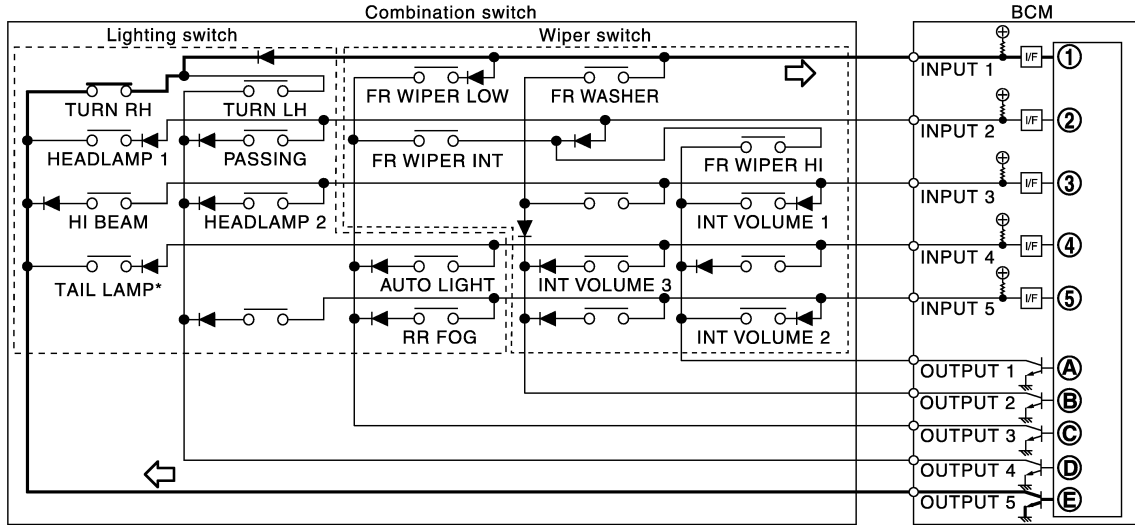 Combination switch
BCM
Lighting switch
Wiper switch
INPUT 1
I/F
1
TURN RH
TURN LH
FR WIPER LOW
FR WASHER
INPUT 2
I/F
2
HEADLAMP 1
PASSING
FR WIPER INT
FR WIPER HI
INPUT 3
I/F
3
HI BEAM
HEADLAMP 2
INT VOLUME 1
INPUT 4
I/F
4
TAIL LAMP*
AUTO LIGHT
INT VOLUME 3
INPUT 5
I/F
5
RR FOG
INT VOLUME 2
OUTPUT 1
A
OUTPUT 2
B
OUTPUT 3
C
OUTPUT 4
D
OUTPUT 5
E